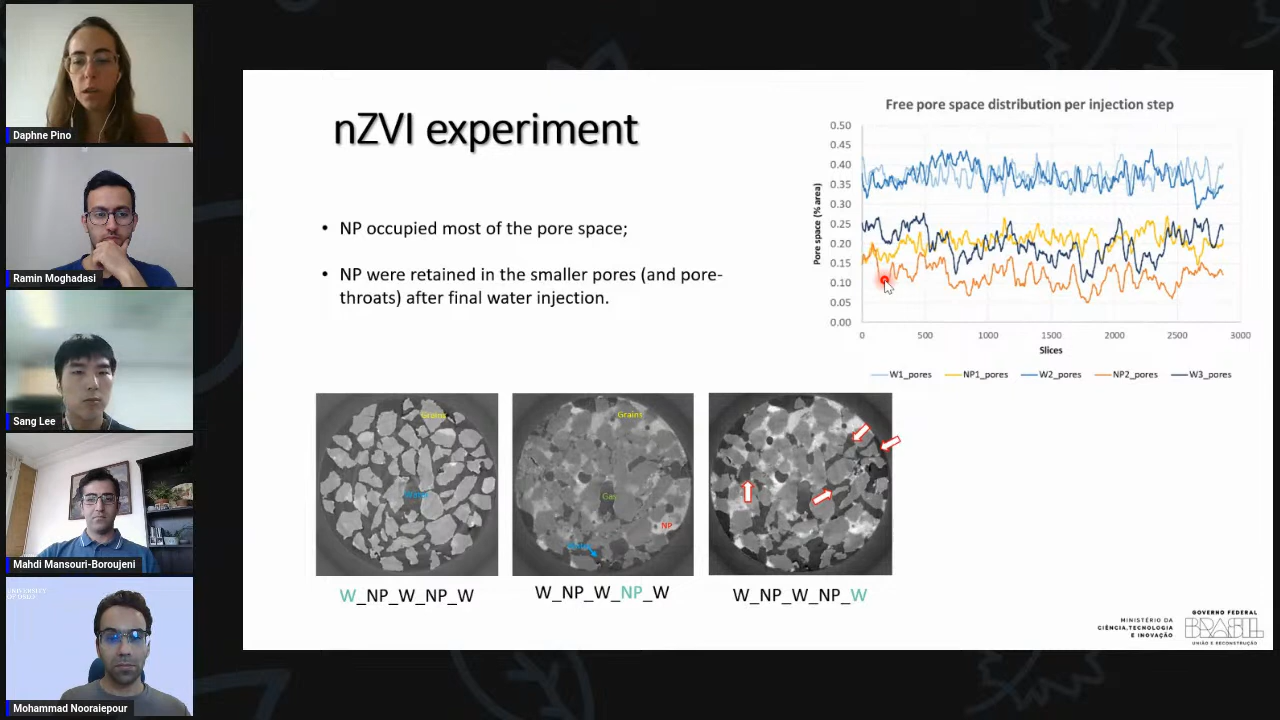 Daphne Pino
Ramin Moghadasi
Sang Lee
Mahdi Mansouri-Boroujeni
Mohammad Nooraiepour
nZVI experiment
• NP occupied most of the pore space;
• NP were retained in the smaller pores (and pore-
throats) after final water injection.
Free pore space distribution per injection step
Pore space (% area)
0.50
0.45
0.40
0.35
0.30
0.25
0.20
0.15
0.10
0.05
0.00
0 500 1000 1500 2000 2500 3000
Slices
W1_pores NP1_pores W2_pores NP2_pores W3_pores
Grains
Water
Grains
Gas
NP
W_NP_W_NP_W
W_NP_W_NP_W
W_NP_W_NP_W
MINISTÉRIO DA
CIÊNCIA, TECNOLOGIA
E INOVAÇÃO
GOVERNO FEDERAL
BRASIL
UNIÃO E RECONSTRUÇÃO